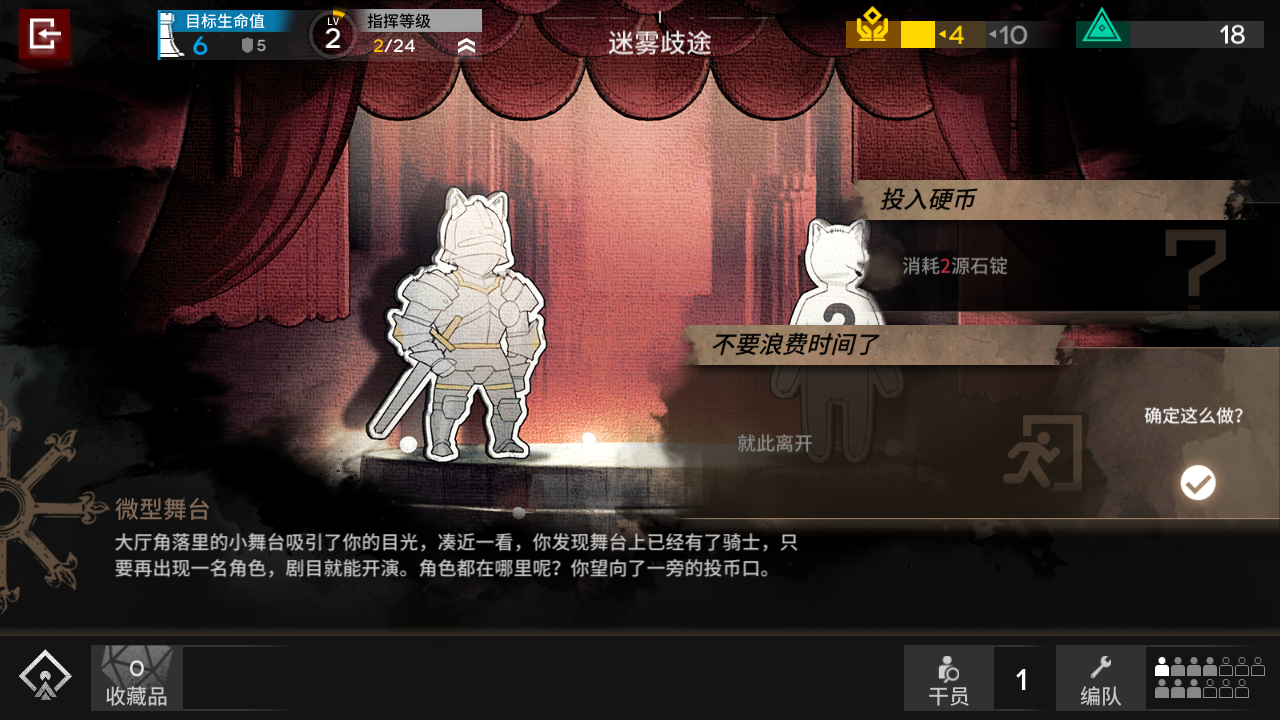 目标生命值
6
5
LV
2
指挥等级
2/24
迷雾歧途
4
10
18
投入硬币
消耗2源石锭
?
?
不要浪费时间了
就此离开
确定这么做?
微型舞台
大厅角落里的小舞台吸引了你的目光，凑近一看，你发现舞台上已经有了骑士，只
要再出现一名角色，剧目就能开演。角色都在哪里呢？你望向了一旁的投币口。
0
收藏品
干员
1
编队